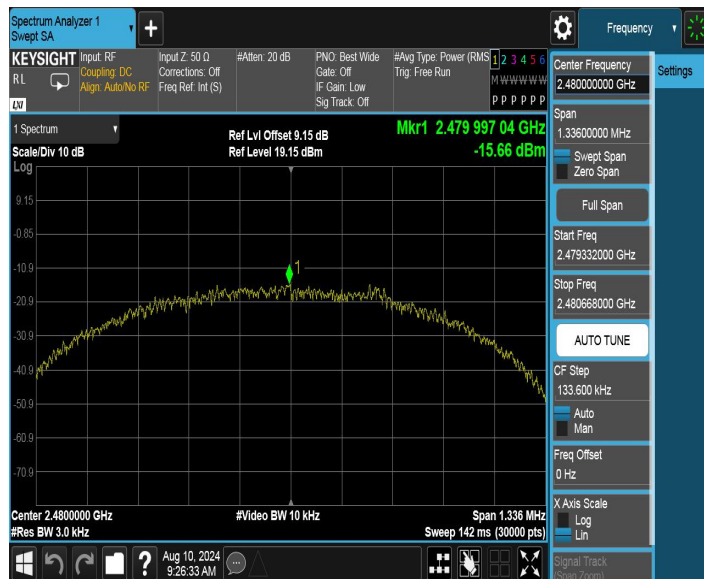 Spectrum Analyzer 1
Swept SA
+
Frequency
KEYSIGHT
RL
LXI
Input: RF
Coupling: DC
Align: Auto/No RF
Input Z: 50 Ω
Corrections: Off
Freq Ref: Int (S)
#Atten: 20 dB
PNO: Best Wide
Gate: Off
IF Gain: Low
Sig Track: Off
#Avg Type: Power (RMS
Trig: Free Run
1 2 3 4 5 6
M W W W W W
P P P P P P
1 Spectrum
Scale/Div 10 dB
Log
Ref Lvl Offset 9.15 dB
Ref Level 19.15 dBm
Mkr1 2.479 997 04 GHz
-15.66 dBm
9.15
-0.85
-10.9
-20.9
-30.9
-40.9
-50.9
-60.9
-70.9
1
Center 2.4800000 GHz
#Res BW 3.0 kHz
#Video BW 10 kHz
Span 1.336 MHz
Sweep 142 ms (30000 pts)
?
Aug 10, 2024
9:26:33 AM
Center Frequency
2.480000000 GHz
Span
1.33600000 MHz
Swept Span
Zero Span
Full Span
Start Freq
2.479332000 GHz
Stop Freq
2.480668000 GHz
AUTO TUNE
CF Step
133.600 kHz
Auto
Man
Freq Offset
0 Hz
X Axis Scale
Log
Lin
Signal Track
(Span Zoom)
Settings